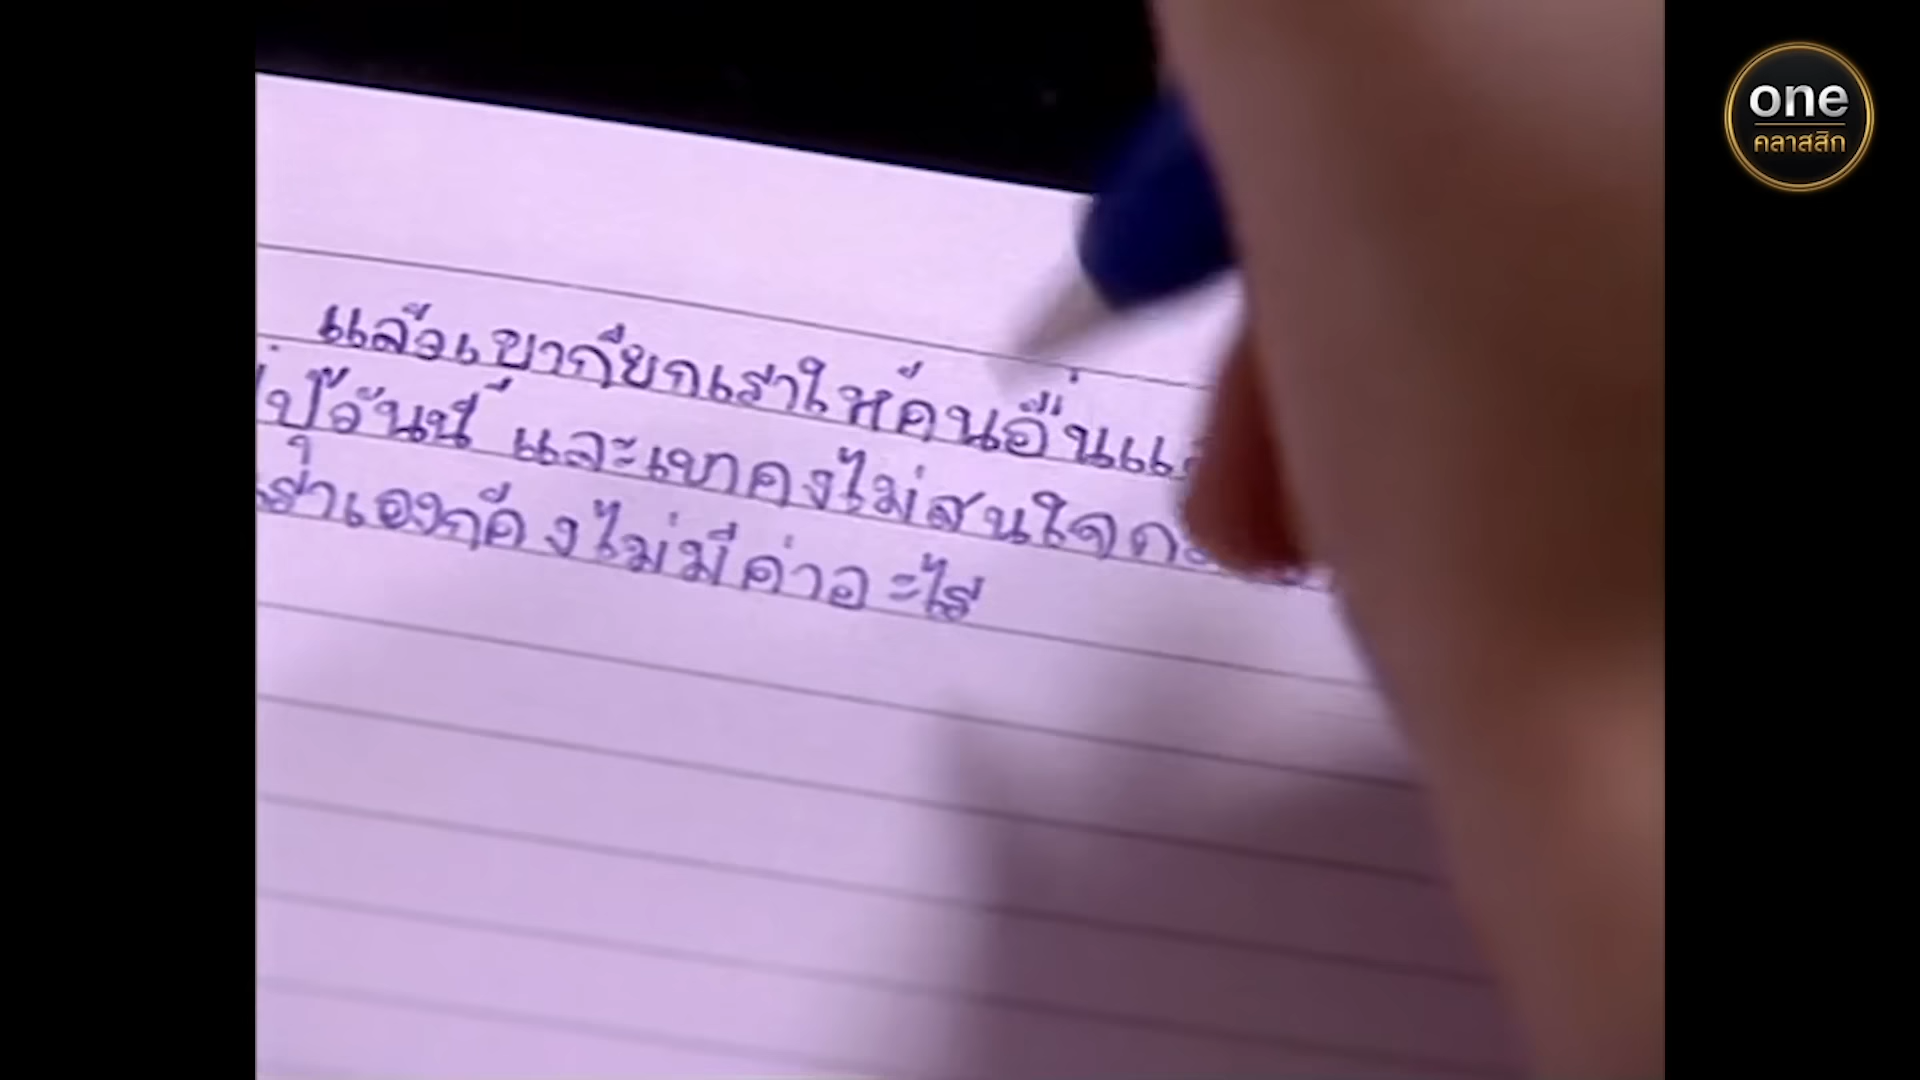 one
คลาสสิก
แล้วเขาก็ยกเราให้คนอื่น
วันนี้ และเขาคงไม่สนใจ
เราเองก็คงไม่มีค่าอะไร